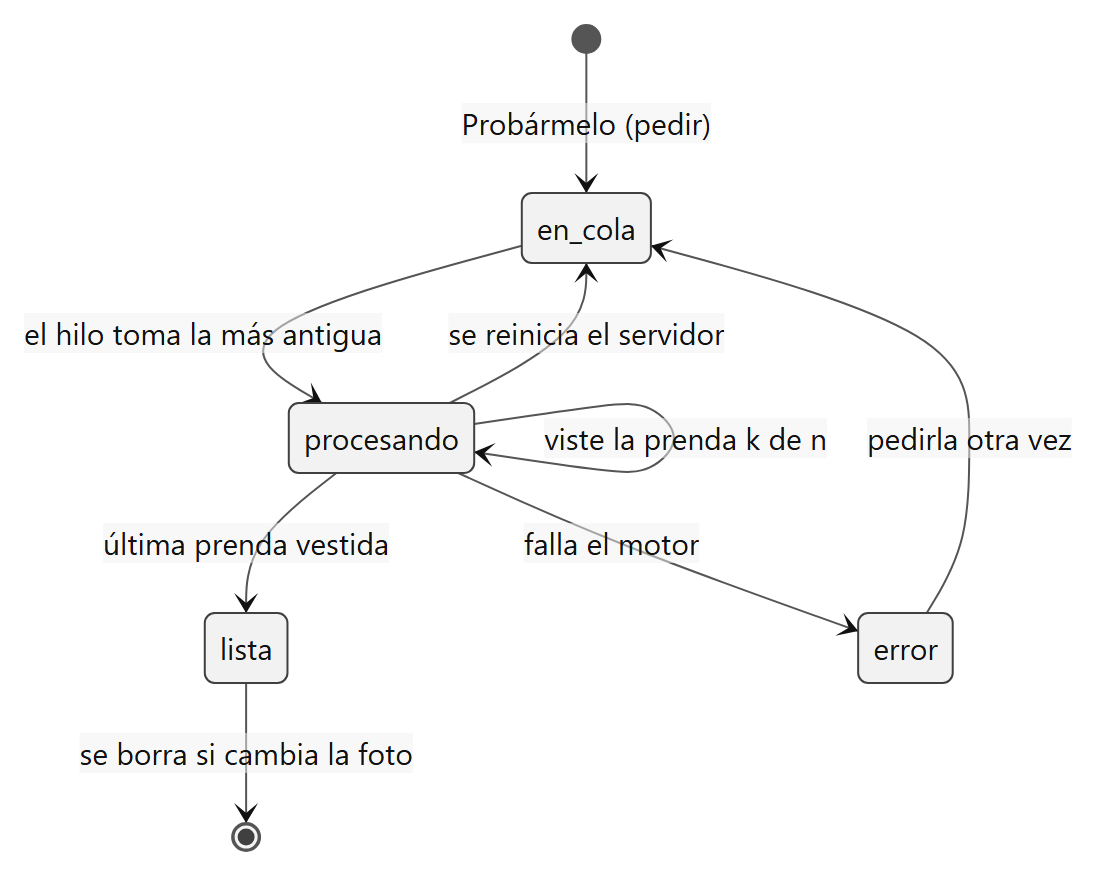 Probármelo (pedir)
en_cola
el hilo toma la más antigua
se reinicia el servidor
procesando
viste la prenda k de n
pedirla otra vez
última prenda vestida
falla el motor
lista
error
se borra si cambia la foto